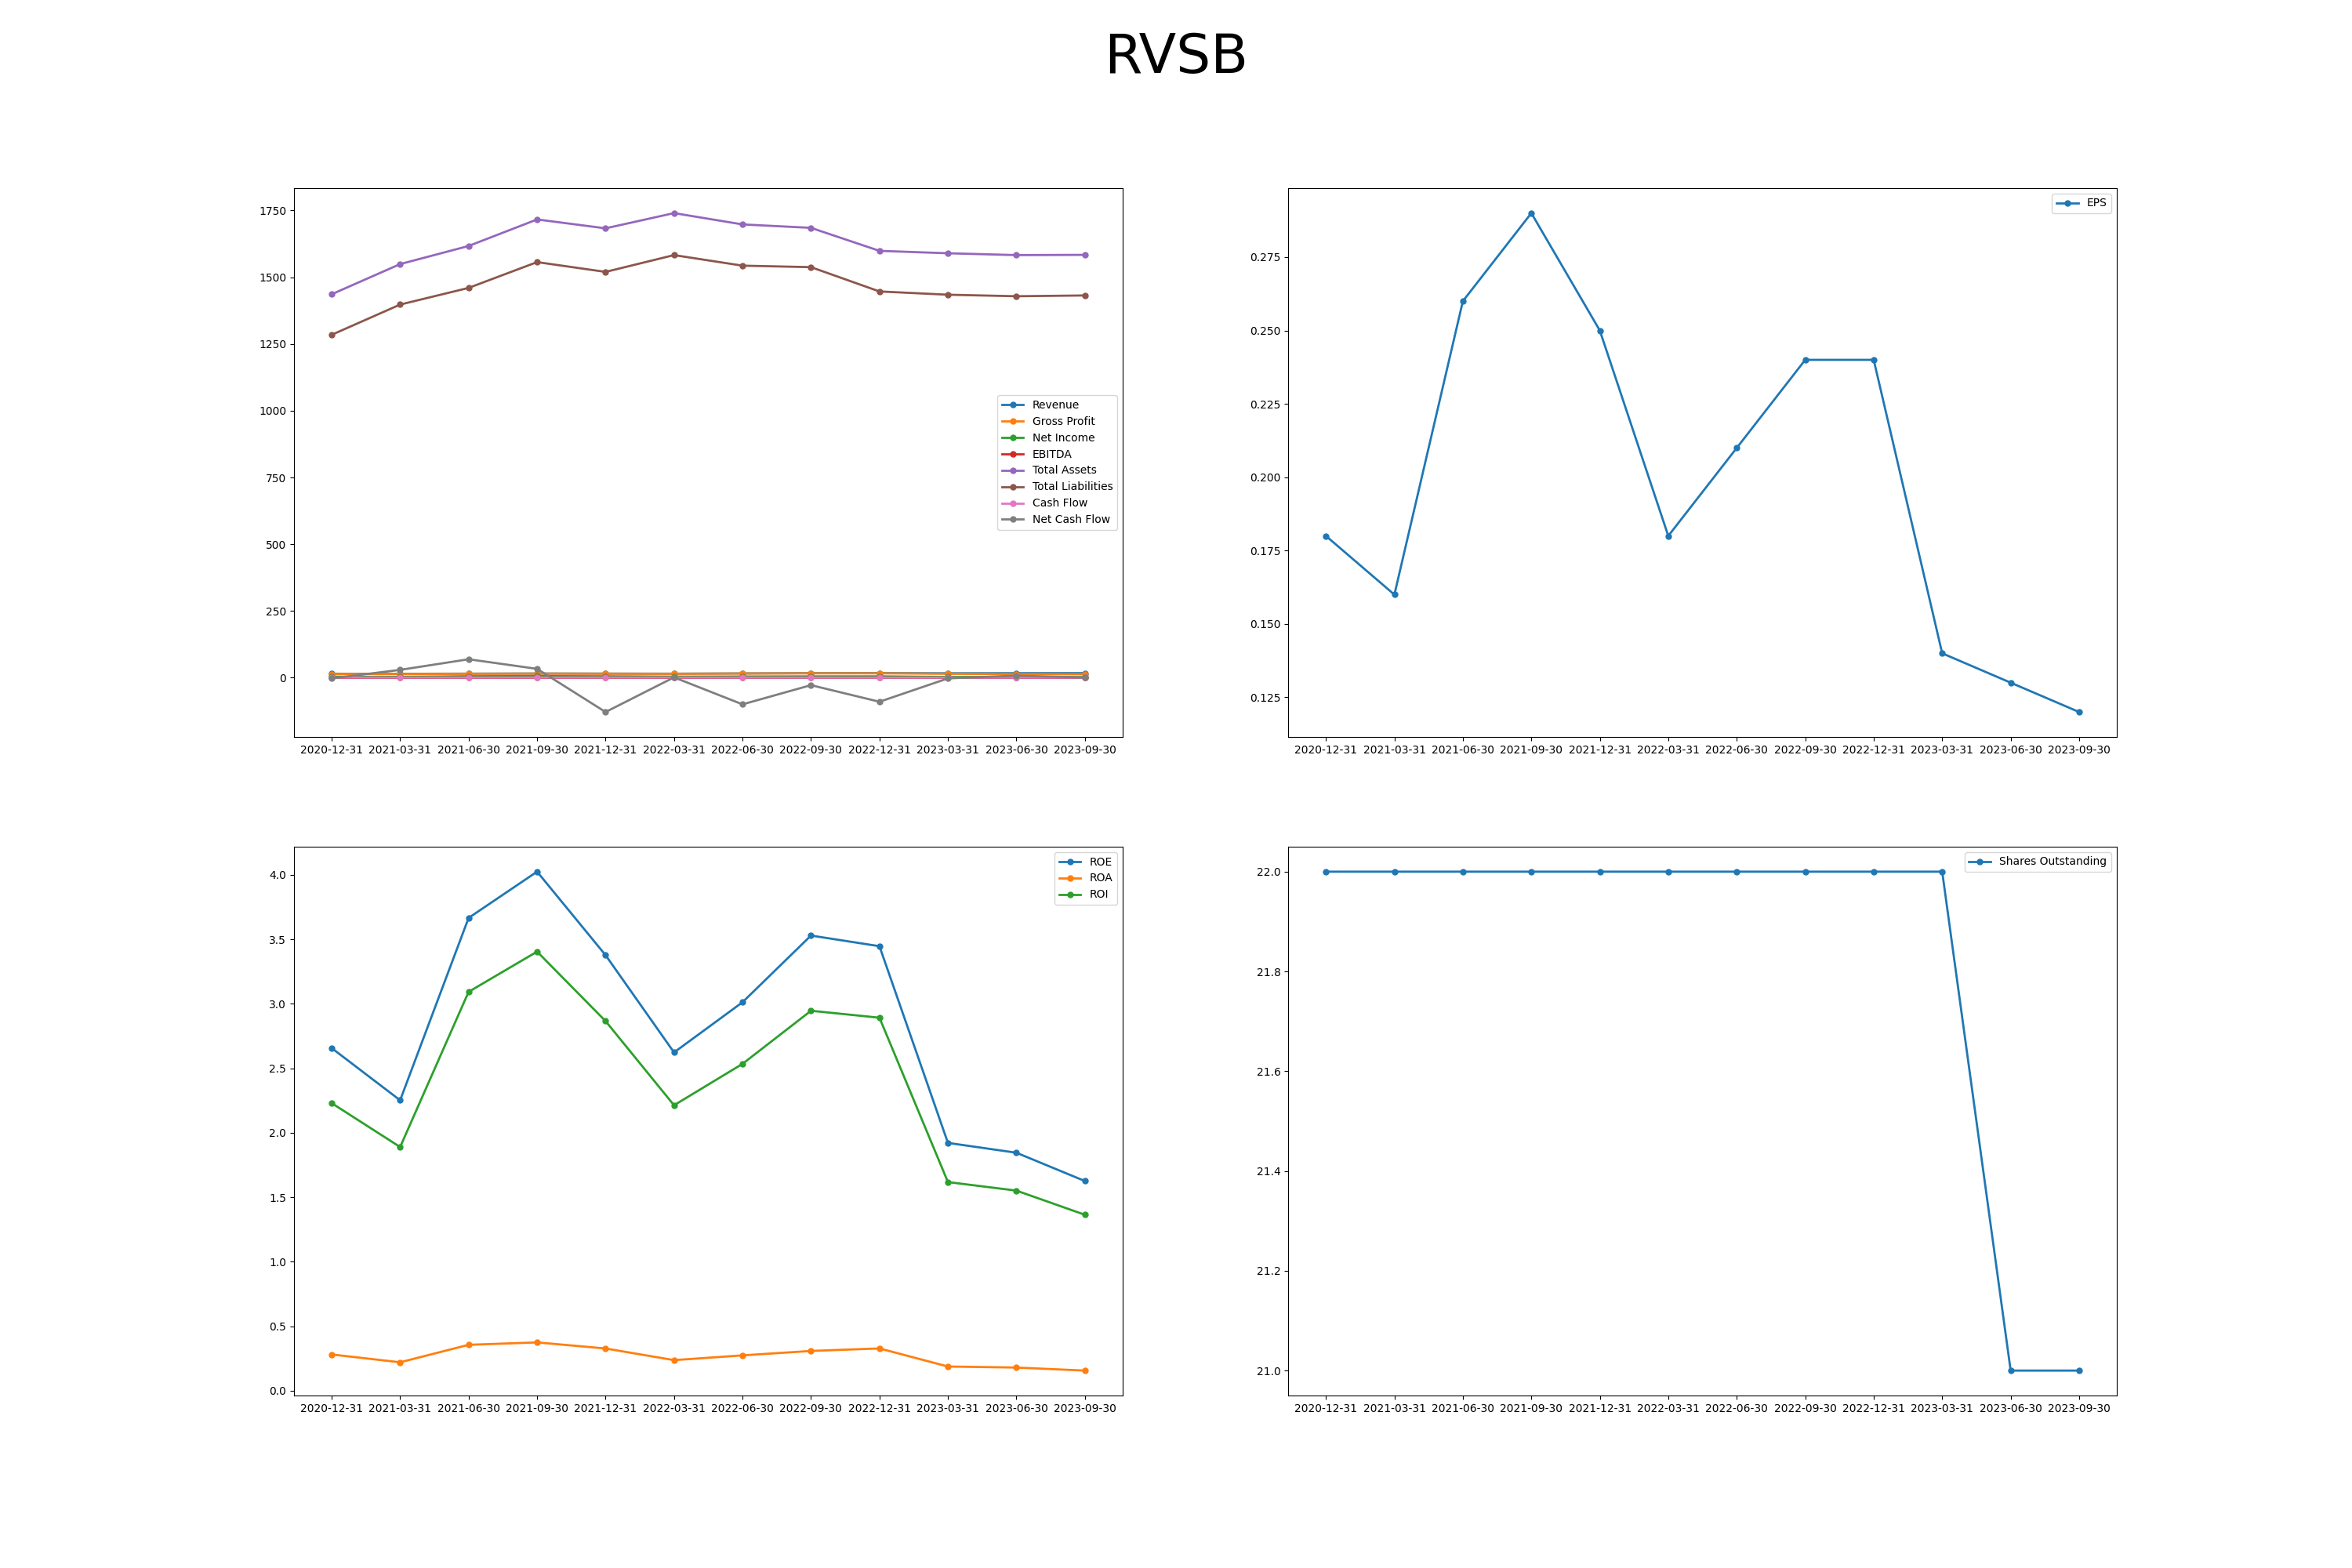 RVSB
1750
1500
1250
1000
750
500
250
0
Revenue
Gross Profit
Net Income
EBITDA
Total Assets
Total Liabilities
Cash Flow
Net Cash Flow
2020-12-31 2021-03-31 2021-06-30 2021-09-30 2021-12-31 2022-03-31 2022-06-30 2022-09-30 2022-12-31 2023-03-31 2023-06-30 2023-09-30
EPS
0.275
0.250
0.225
0.200
0.175
0.150
0.125
2020-12-31 2021-03-31 2021-06-30 2021-09-30 2021-12-31 2022-03-31 2022-06-30 2022-09-30 2022-12-31 2023-03-31 2023-06-30 2023-09-30
ROE
ROA
ROI
4.0
3.5
3.0
2.5
2.0
1.5
1.0
0.5
0.0
2020-12-31 2021-03-31 2021-06-30 2021-09-30 2021-12-31 2022-03-31 2022-06-30 2022-09-30 2022-12-31 2023-03-31 2023-06-30 2023-09-30
Shares Outstanding
22.0
21.8
21.6
21.4
21.2
21.0
2020-12-31 2021-03-31 2021-06-30 2021-09-30 2021-12-31 2022-03-31 2022-06-30 2022-09-30 2022-12-31 2023-03-31 2023-06-30 2023-09-30